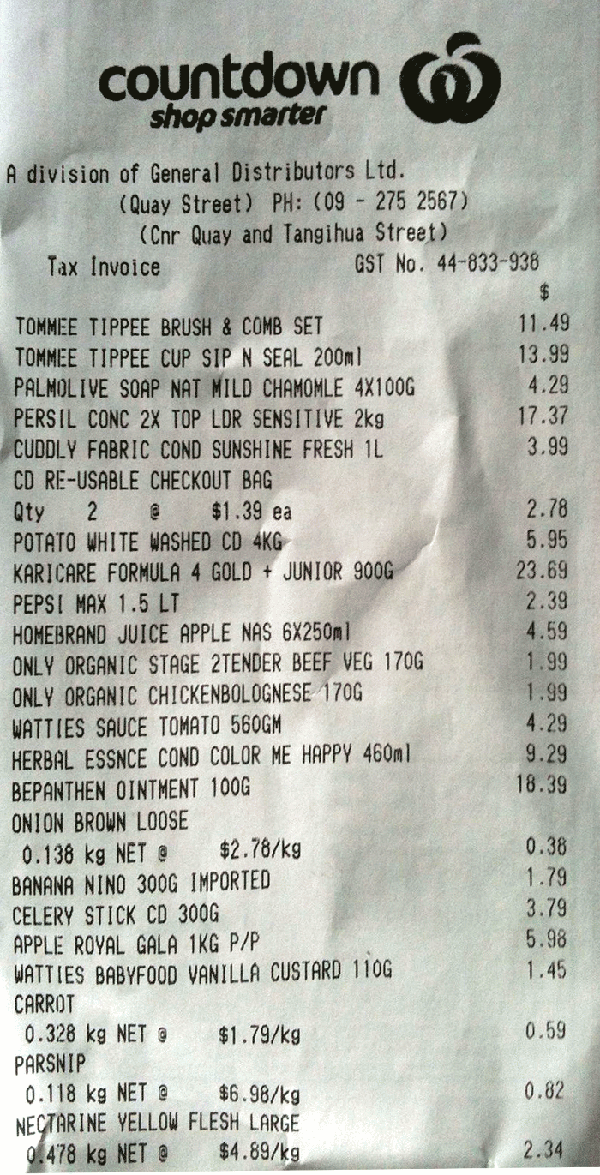 countdown
shop smarter
A division of General Distributors Ltd.
(Quay Street) PH: (09 - 275 2567)
(Cnr Quay and Tangihua Street)
Tax Invoice GST No. 44-833-938
$
TOMMEE TIPPEE BRUSH & COMB SET 11.49
TOMMEE TIPPEE CUP SIP N SEAL 200ml 13.99
PALMOLIVE SOAP NAT MILD CHAMOMLE 4X100G 4.29
PERSIL CONC 2X TOP LDR SENSITIVE 2kg 17.37
CUDDLY FABRIC COND SUNSHINE FRESH 1L 3.99
CD RE-USABLE CHECKOUT BAG
Qty 2 @ $1.39 ea 2.78
POTATO WHITE WASHED CD 4KG 5.95
KARICARE FORMULA 4 GOLD + JUNIOR 900G 23.69
PEPSI MAX 1.5 LT 2.39
HOMEBRAND JUICE APPLE NAS 6X250ml 4.59
ONLY ORGANIC STAGE 2TENDER BEEF VEG 170G 1.99
ONLY ORGANIC CHICKENBOLOGNESE 170G 1.99
WATTIES SAUCE TOMATO 560GM 4.29
HERBAL ESSNCE COND COLOR ME HAPPY 460ml 9.29
BEPANTHEN OINTMENT 100G 18.39
ONION BROWN LOOSE
0.138 kg NET @ $2.78/kg 0.38
BANANA NINO 300G IMPORTED 1.79
CELERY STICK CD 300G 3.79
APPLE ROYAL GALA 1KG P/P 5.98
WATTIES BABYFOOD VANILLA CUSTARD 110G 1.45
CARROT
0.328 kg NET @ $1.79/kg 0.59
PARSNIP
0.118 kg NET @ $6.98/kg 0.82
NECTARINE YELLOW FLESH LARGE
0.478 kg NET @ $4.89/kg 2.34